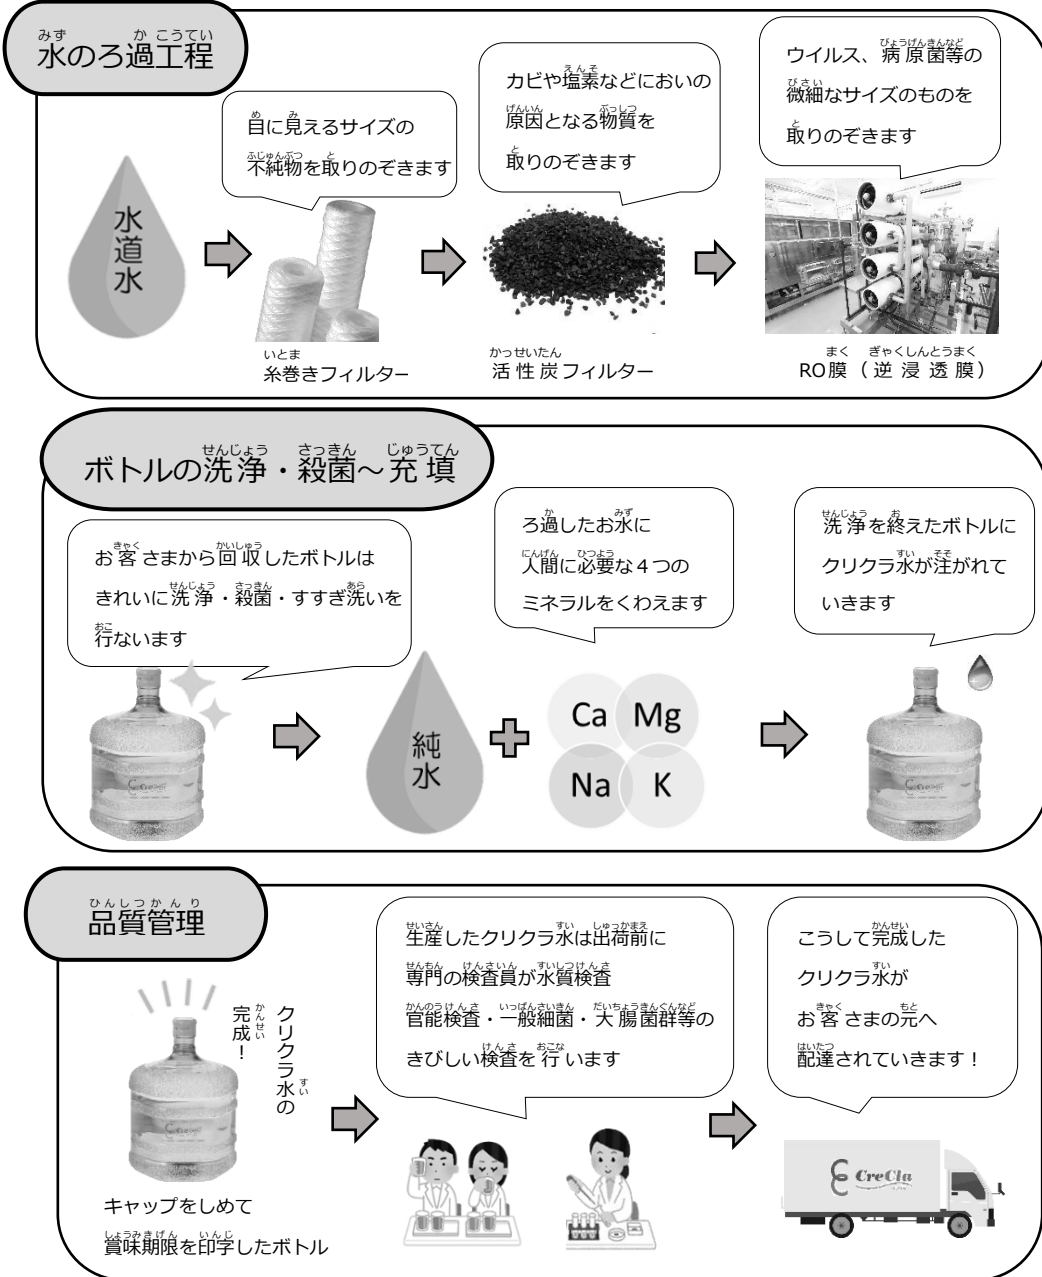 水のろ過工程
目に見えるサイズの
不純物を取りのぞきます
カビや塩素などにおいの
原因となる物質を
取りのぞきます
ウイルス、病原菌等の
微細なサイズのものを
取りのぞきます
水道水
糸巻きフィルター
活性炭フィルター
RO膜（逆浸透膜）
ボトルの洗浄・殺菌～充填
お客さまから回収したボトルは
きれいに洗浄・殺菌・すすぎ洗いを
行ないます
ろ過したお水に
人間に必要な４つの
ミネラルをくわえます
洗浄を終えたボトルに
クリクラ水が注がれて
いきます
純水
Ca Mg
Na K
品質管理
クリクラ水の
完成！
キャップをしめて
賞味期限を印字したボトル
生産したクリクラ水は出荷前に
専門の検査員が水質検査
官能検査・一般細菌・大腸菌群等の
きびしい検査を行います
こうして完成した
クリクラ水が
お客さまの元へ
配達されていきます！
CreCla